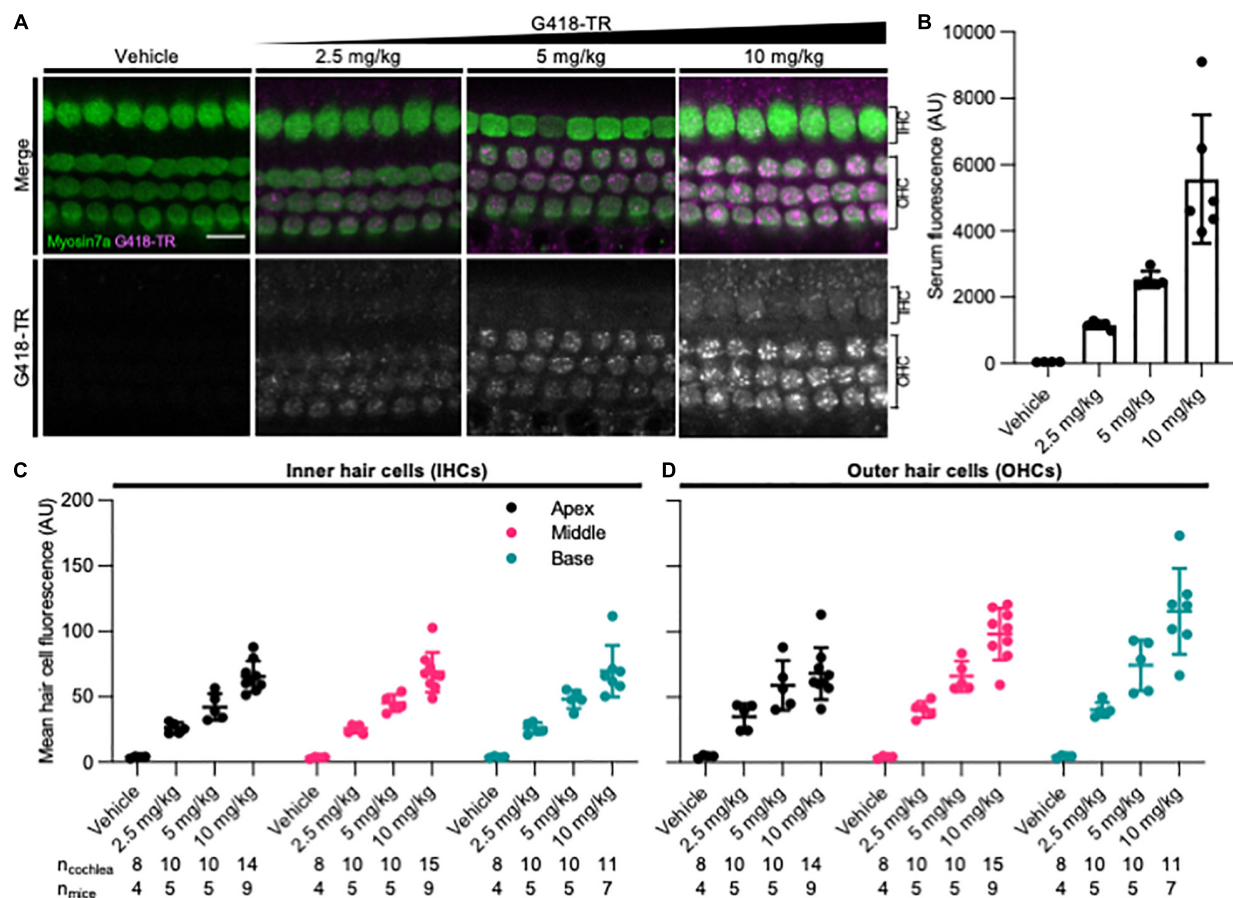 A
G418-TR
Vehicle
2.5 mg/kg
5 mg/kg
10 mg/kg
Merge
IHC
OHC
Myosin7a G418-TR
G418-TR
IHC
OHC
B
Serum fluorescence (AU)
10000
8000
6000
4000
2000
0
Vehicle
2.5 mg/kg
5 mg/kg
10 mg/kg
C
Inner hair cells (IHCs)
Mean hair cell fluorescence (AU)
200
150
100
50
0
Apex
Middle
Base
Vehicle 2.5 mg/kg 5 mg/kg 10 mg/kg Vehicle 2.5 mg/kg 5 mg/kg 10 mg/kg Vehicle 2.5 mg/kg 5 mg/kg 10 mg/kg
D
Outer hair cells (OHCs)
Vehicle 2.5 mg/kg 5 mg/kg 10 mg/kg Vehicle 2.5 mg/kg 5 mg/kg 10 mg/kg Vehicle 2.5 mg/kg 5 mg/kg 10 mg/kg
ncochlea 8 10 10 14 8 10 10 15 8 10 10 11 8 10 10 14 8 10 10 15 8 10 10 11
nmice 4 5 5 9 4 5 5 9 4 5 5 7 4 5 5 9 4 5 5 9 4 5 5 7